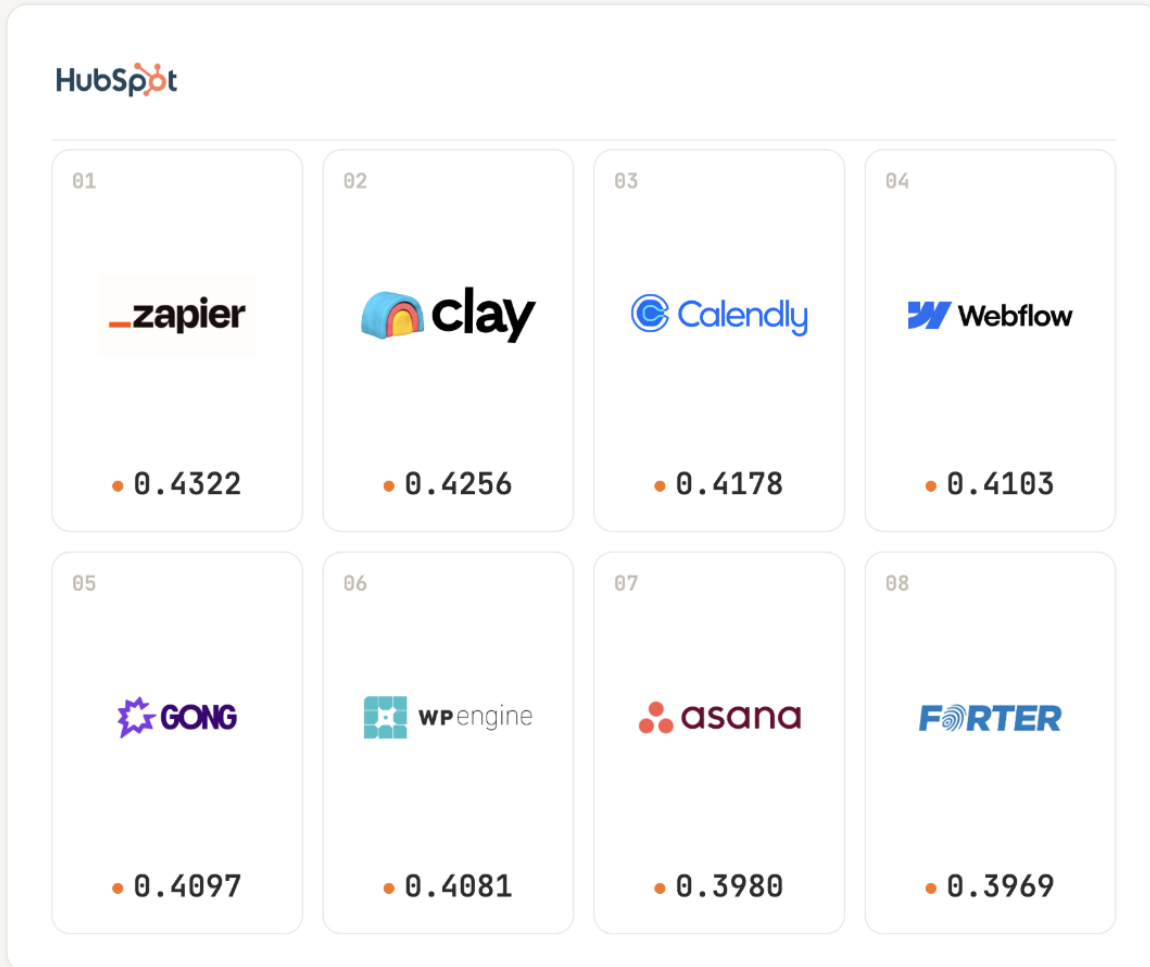 HubSpot
01
zapier
0.4322
02
clay
0.4256
03
Calendly
0.4178
04
Webflow
0.4103
05
GONG
0.4097
06
WP engine
0.4081
07
asana
0.3980
08
FORTER
0.3969